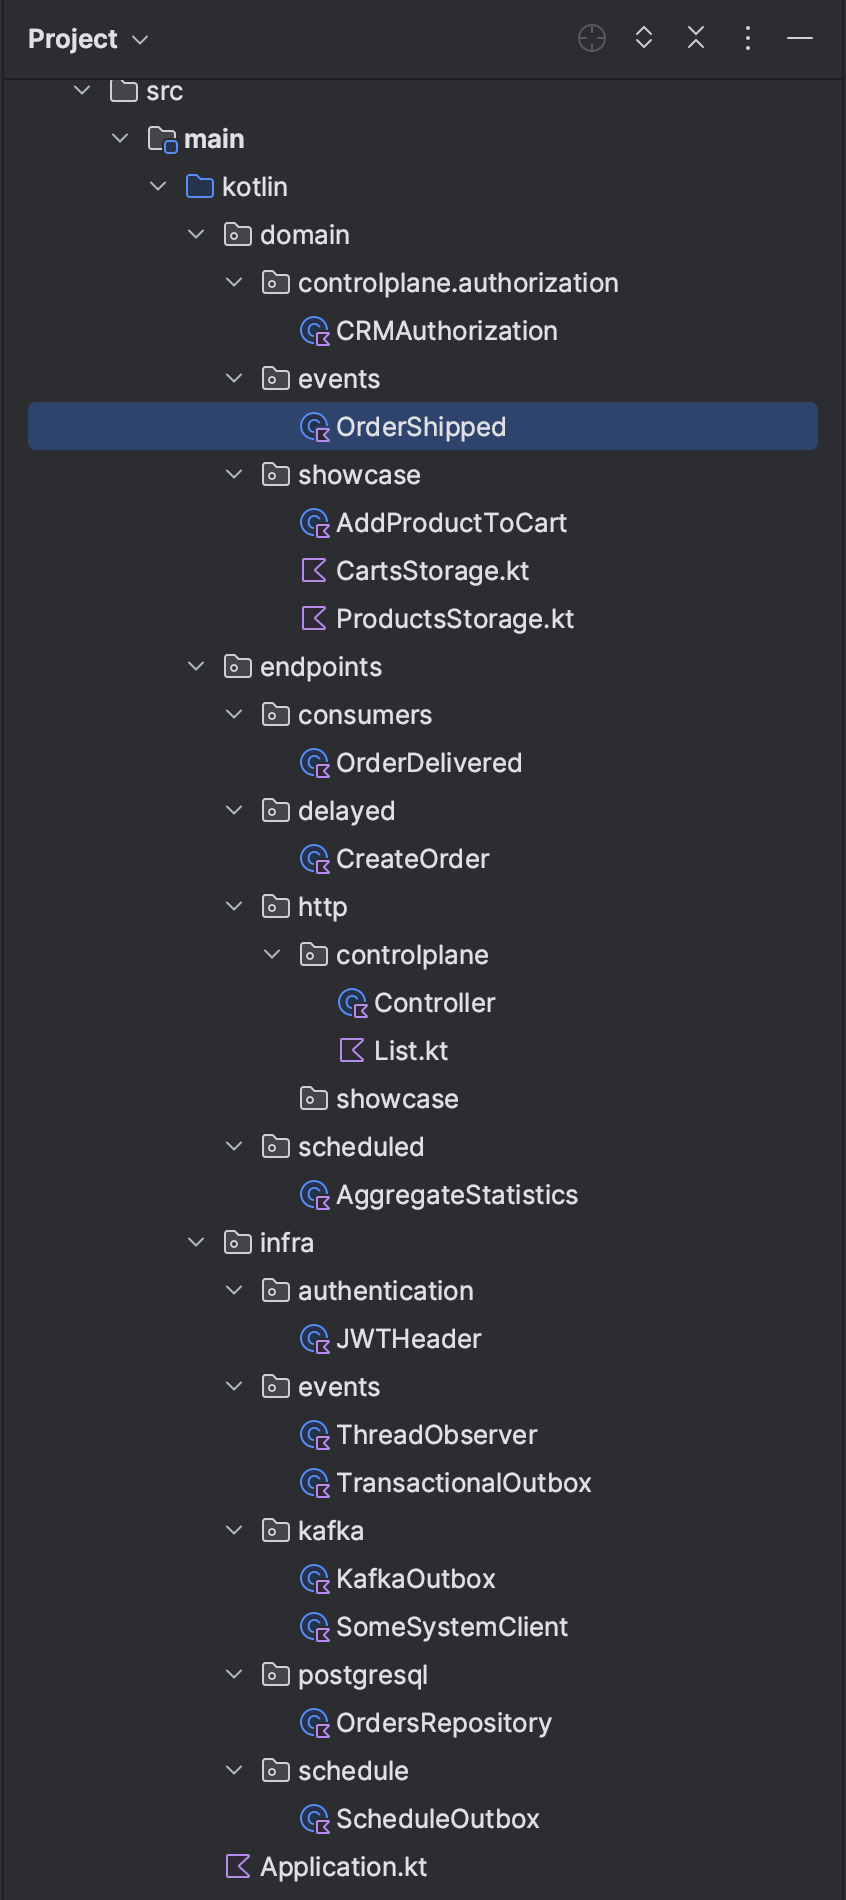 Project
src
main
kotlin
domain
controlplane.authorization
CRMAuthorization
events
OrderShipped
showcase
AddProductToCart
CartsStorage.kt
ProductsStorage.kt
endpoints
consumers
OrderDelivered
delayed
CreateOrder
http
controlplane
Controller
List.kt
showcase
scheduled
AggregateStatistics
infra
authentication
JWTHeader
events
ThreadObserver
TransactionalOutbox
kafka
KafkaOutbox
SomeSystemClient
postgresql
OrdersRepository
schedule
ScheduleOutbox
Application.kt